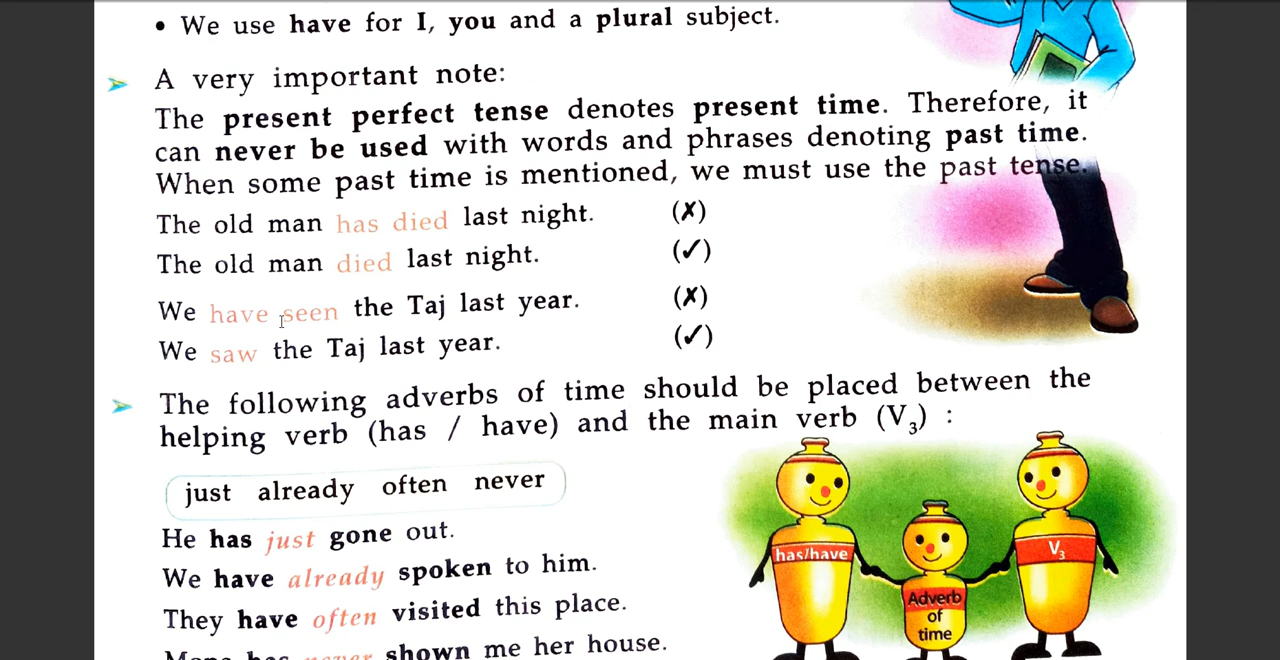 • We use have for I, you and a plural subject.
➢ A very important note:
The present perfect tense denotes present time. Therefore, it
can never be used with words and phrases denoting past time.
When some past time is mentioned, we must use the past tense.
The old man has died last night. (✗)
The old man died last night. (✓)
We have seen the Taj last year. (✗)
We saw the Taj last year. (✓)
➢ The following adverbs of time should be placed between the
helping verb (has / have) and the main verb (V₃) :
just already often never
He has just gone out.
We have already spoken to him.
They have often visited this place.
has never shown me her house.
has/have
Adverb
of
time
V₃